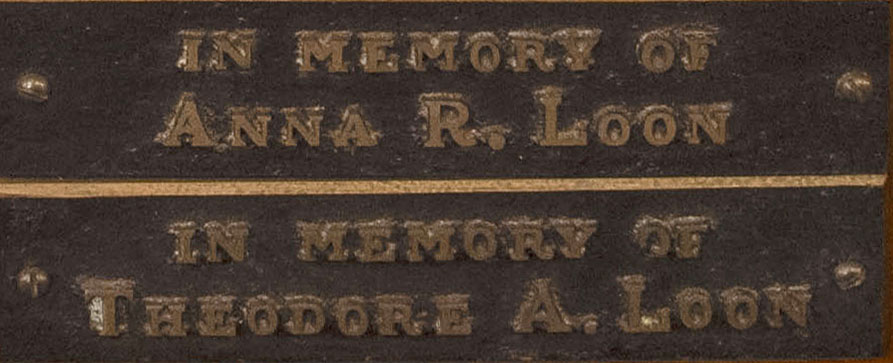 IN MEMORY OF
ANNA R. LOON
IN MEMORY OF
THEODORE A. LOON